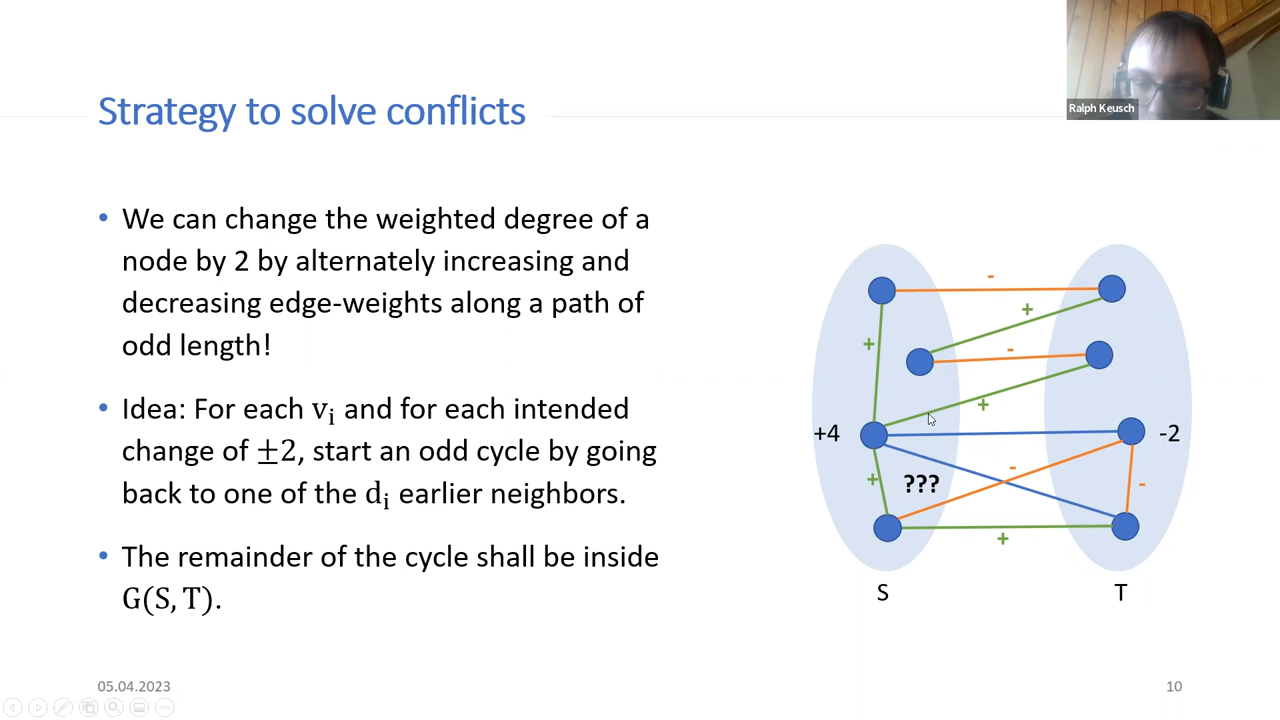 Ralph Keusch
Strategy to solve conflicts
• We can change the weighted degree of a
node by 2 by alternately increasing and
decreasing edge-weights along a path of
odd length!
• Idea: For each vᵢ and for each intended
change of ±2, start an odd cycle by going
back to one of the dᵢ earlier neighbors.
• The remainder of the cycle shall be inside
G(S, T).
-
+
+
-
+
+4
-2
-
+
???
-
+
S
T
05.04.2023
10